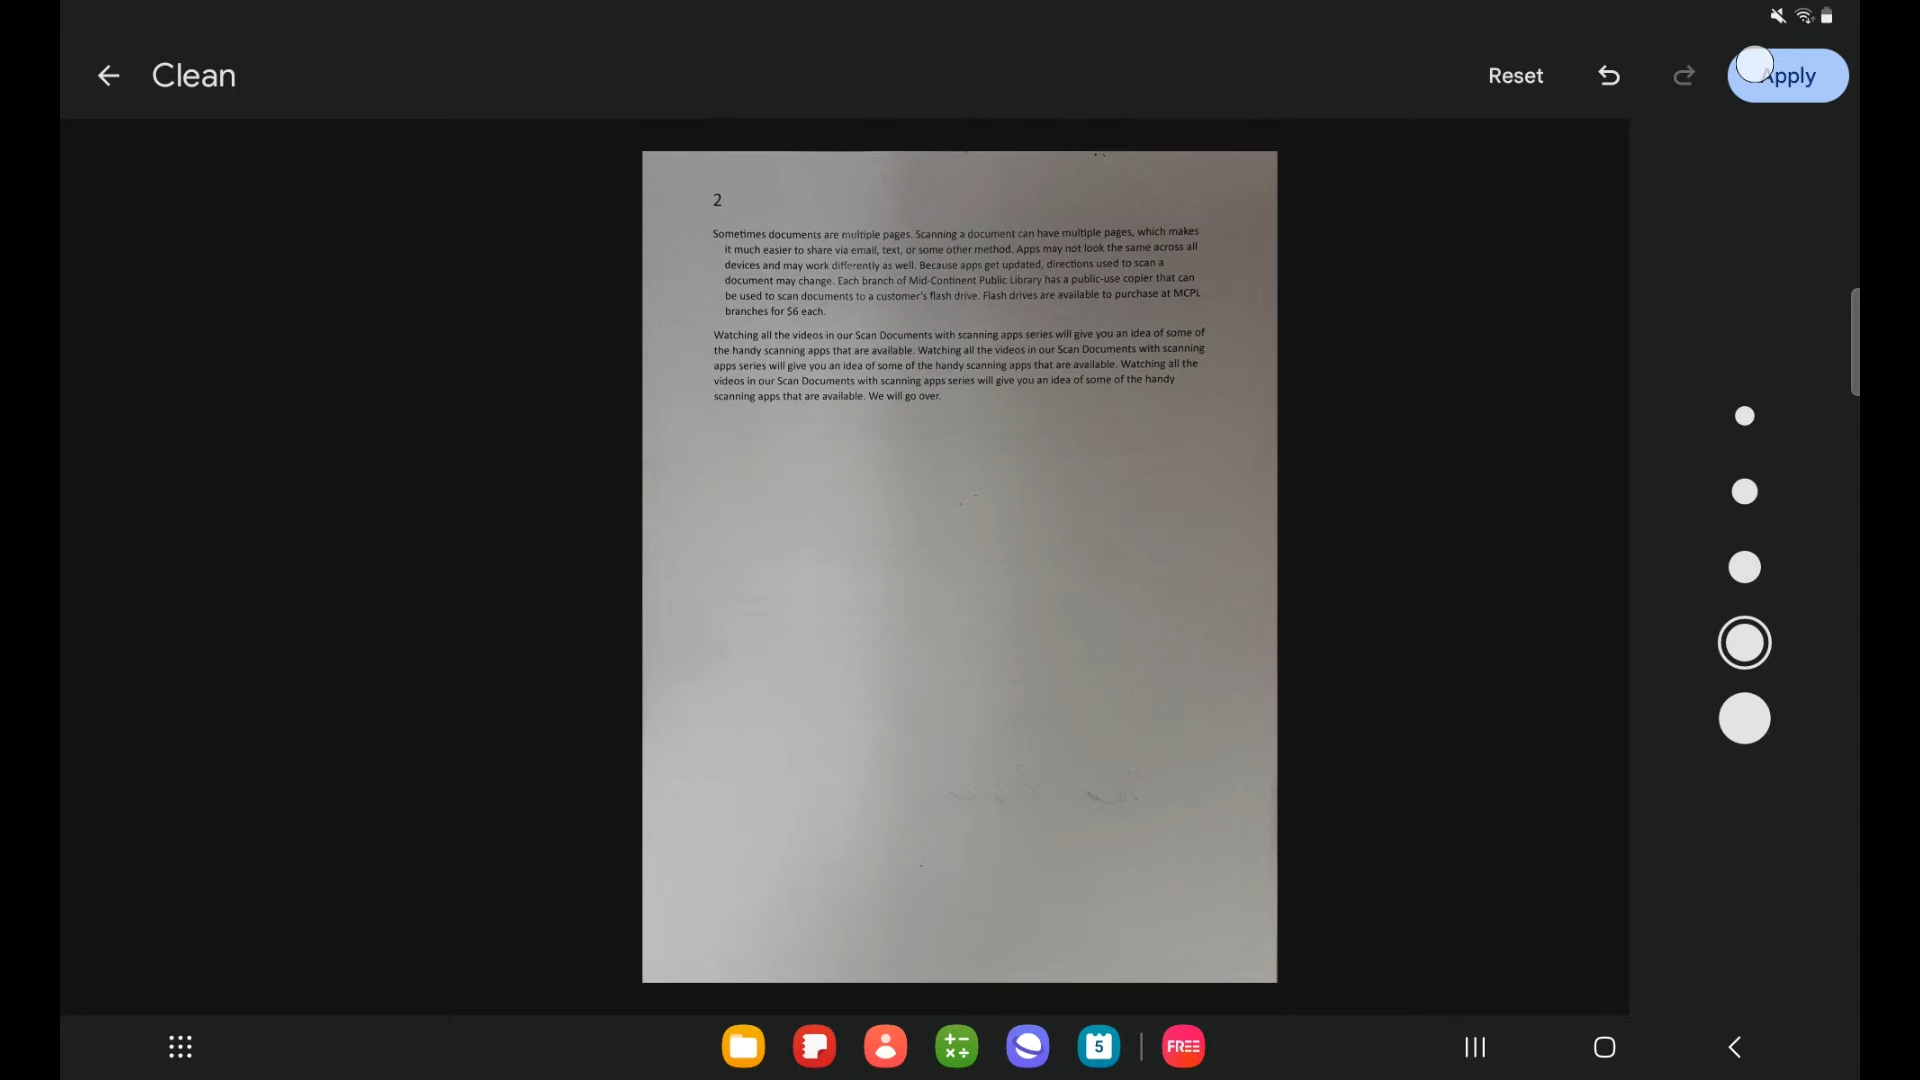 Clean
Reset
Apply
2
Sometimes documents are multiple pages. Scanning a document can have multiple pages, which makes
it much easier to share via email, text, or some other method. Apps may not look the same across all
devices and may work differently as well. Because apps get updated, directions used to scan a
document may change. Each branch of Mid-Continent Public Library has a public-use copier that can
be used to scan documents to a customer's flash drive. Flash drives are available to purchase at MCPL
branches for $6 each.
Watching all the videos in our Scan Documents with scanning apps series will give you an idea of some of
the handy scanning apps that are available. Watching all the videos in our Scan Documents with scanning
apps series will give you an idea of some of the handy scanning apps that are available. Watching all the
videos in our Scan Documents with scanning apps series will give you an idea of some of the handy
scanning apps that are available. We will go over.
5
FREE